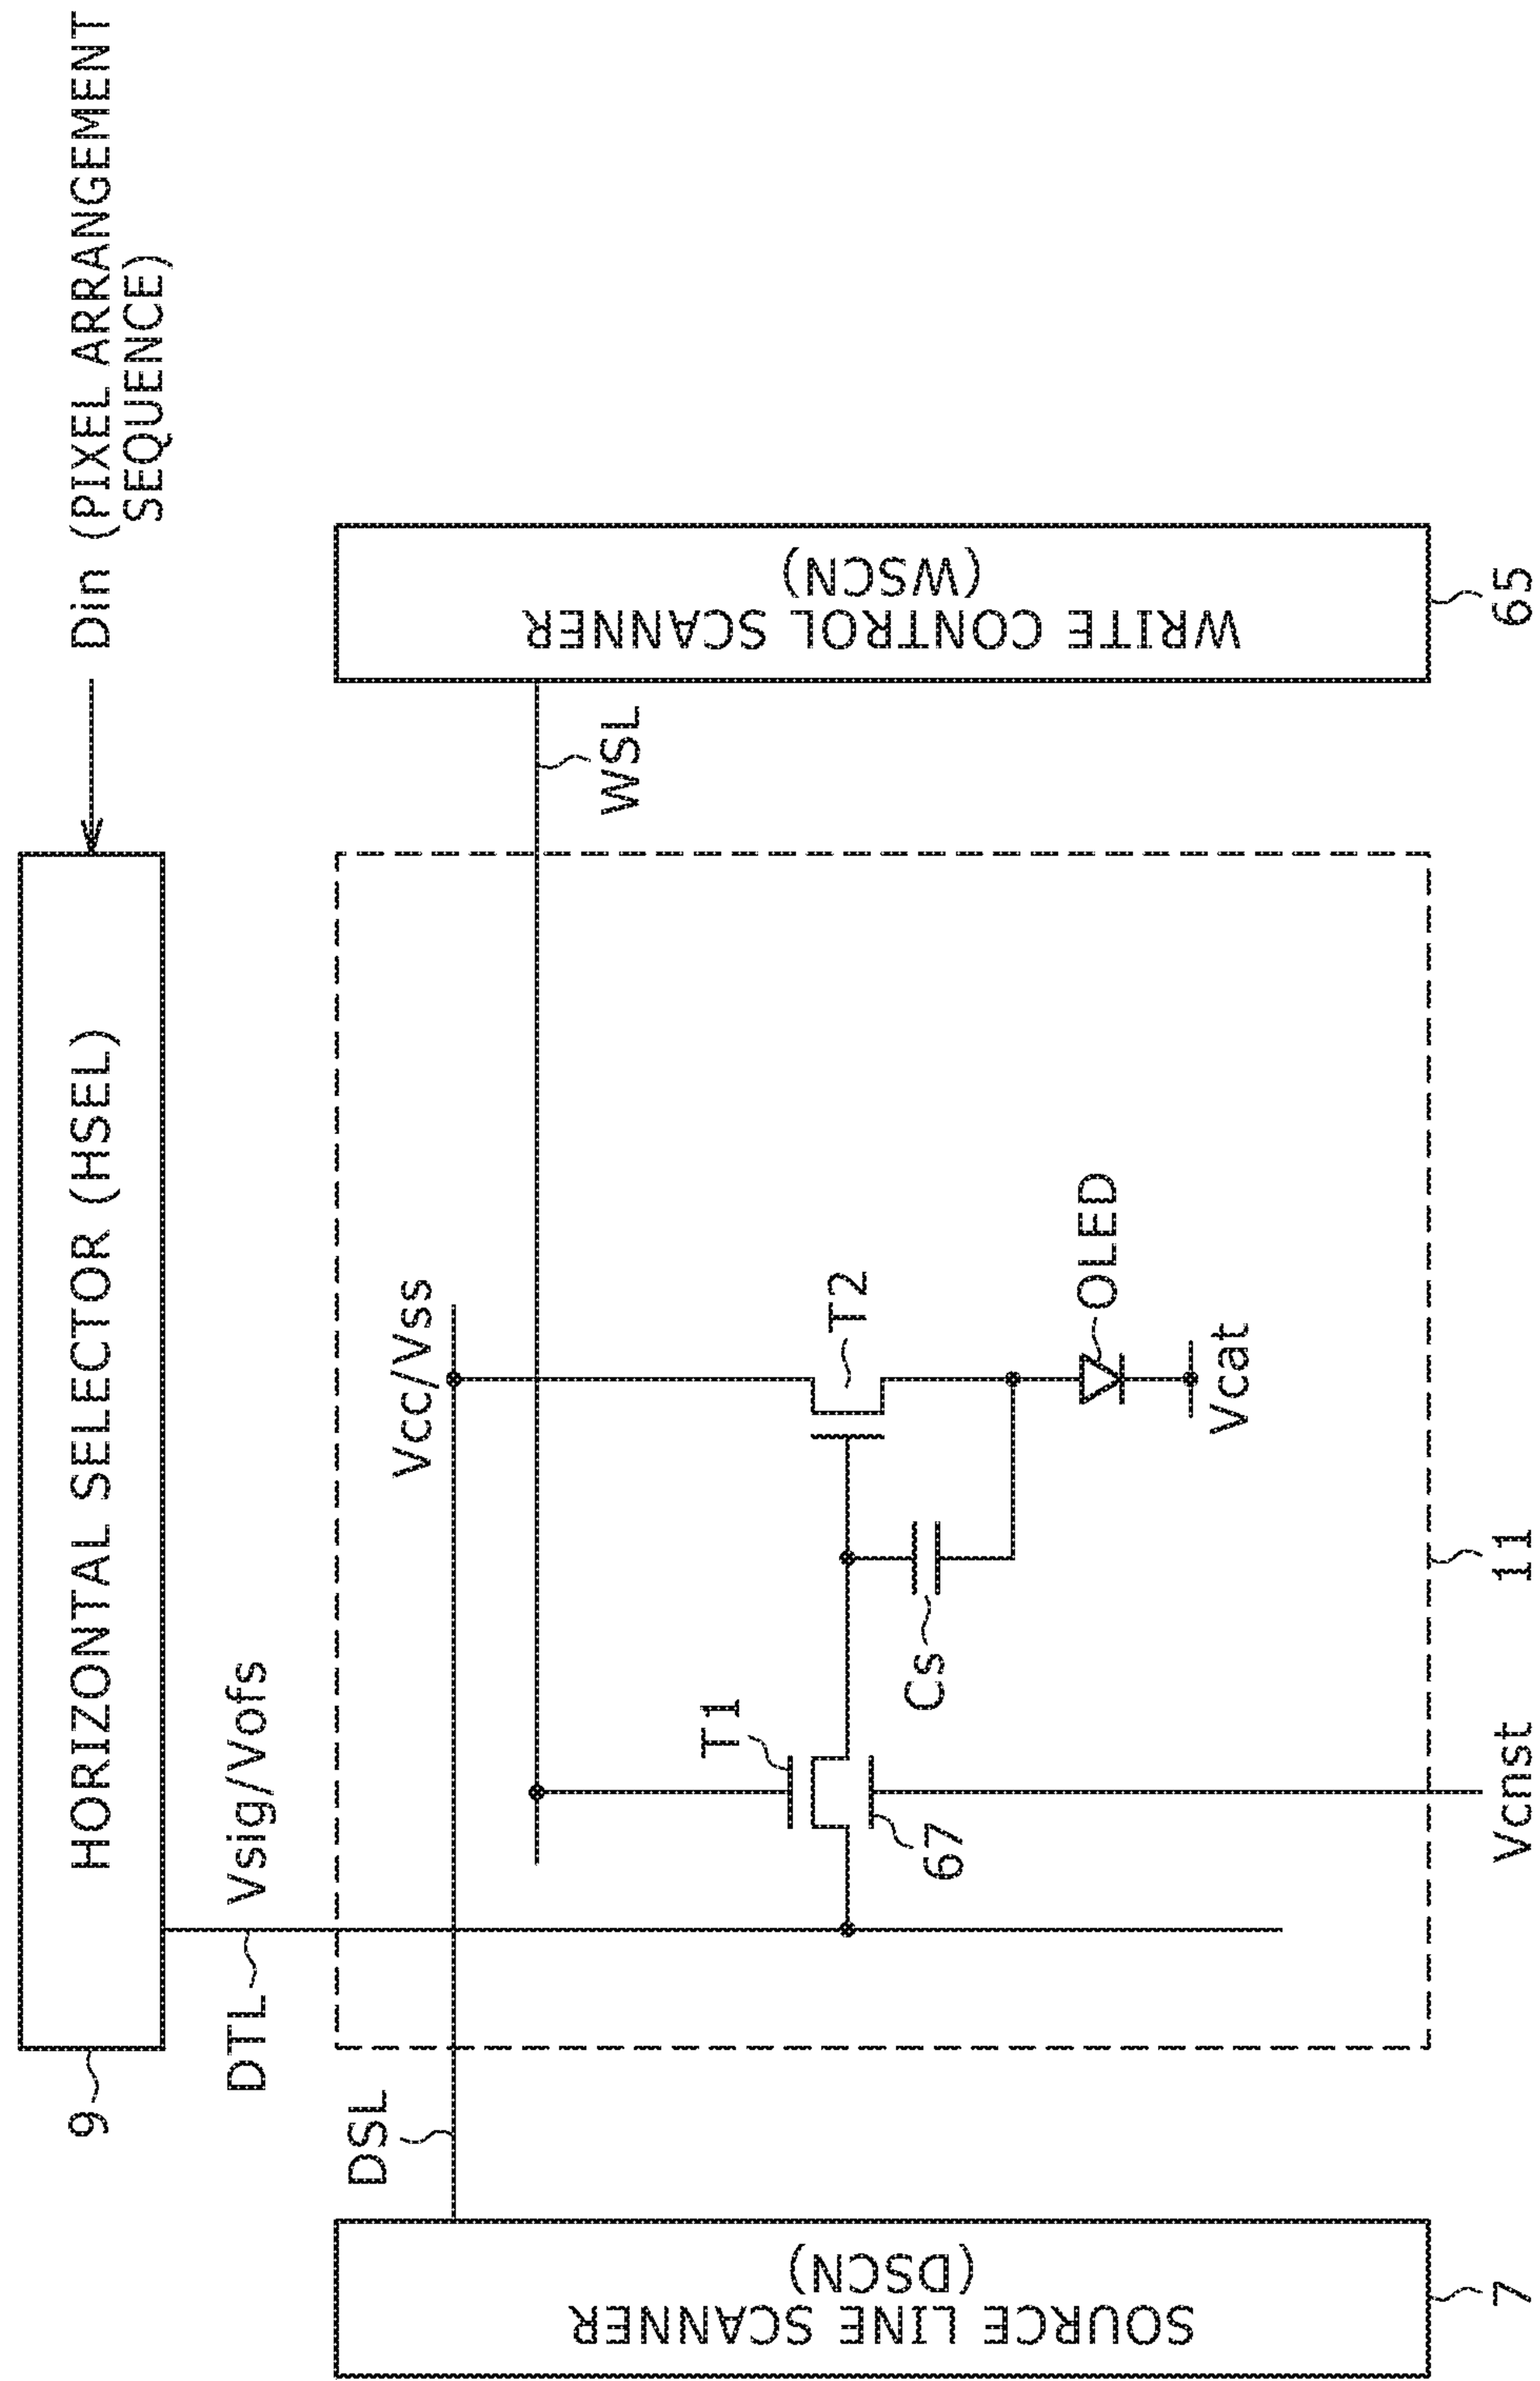 Din (PIXEL ARRANGEMENT
SEQUENCE)
9
HORIZONTAL SELECTOR (HSEL)
DTL
Vsig/Vofs
DSL
Vcc/Vss
WSL
SOURCE LINE SCANNER
(DSCN)
T1
T2
67
Cs
OLED
Vcat
WRITE CONTROL SCANNER
(WSCN)
7
Vcnst
11
65